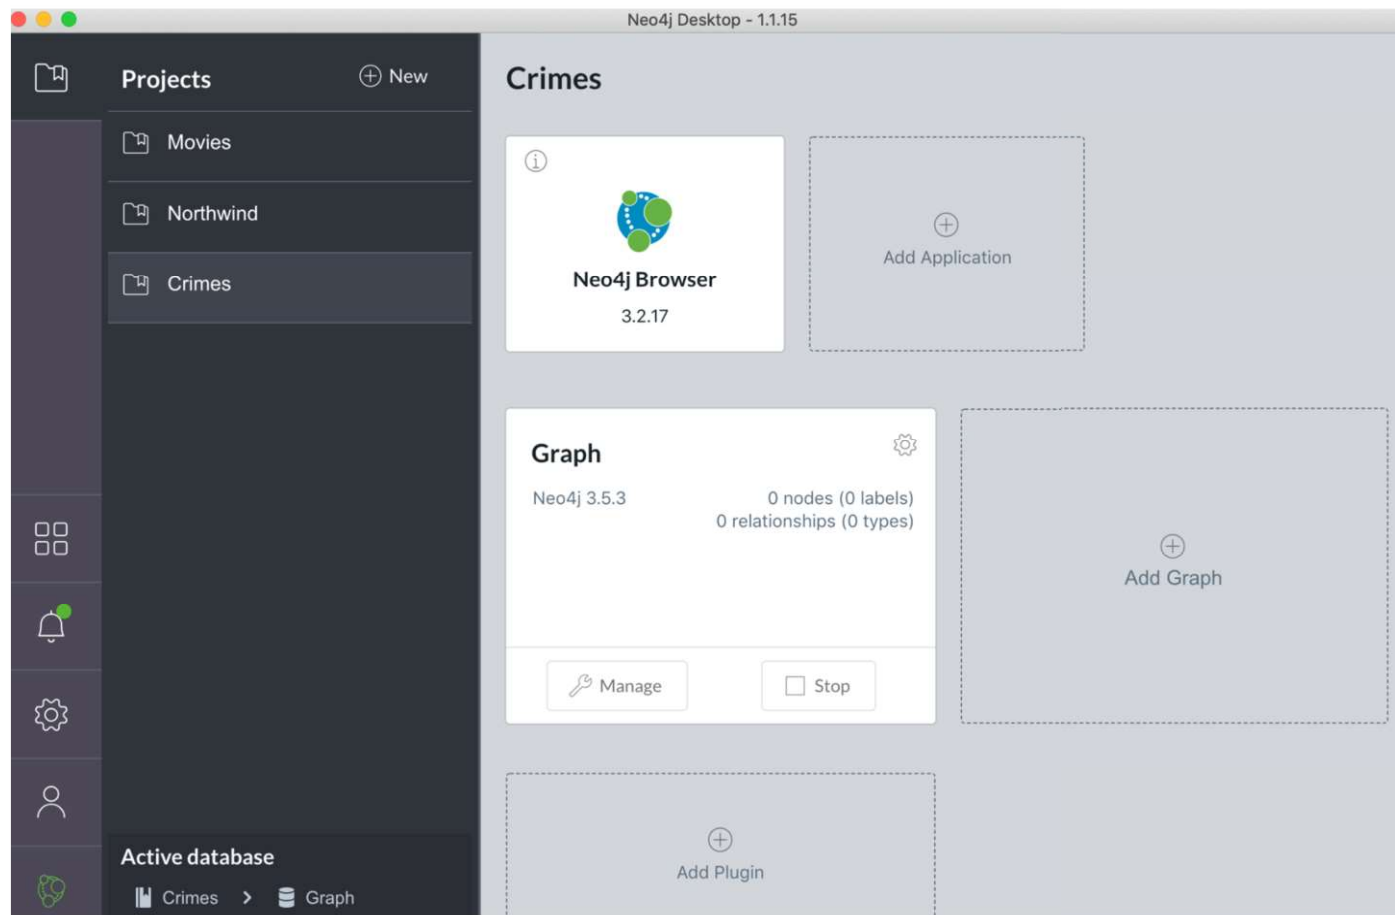 Neo4j Desktop - 1.1.15
Projects
New
Movies
Northwind
Crimes
Active database
Crimes > Graph
Crimes
Neo4j Browser
3.2.17
Add Application
Graph
Neo4j 3.5.3
0 nodes (0 labels)
0 relationships (0 types)
Manage
Stop
Add Graph
Add Plugin